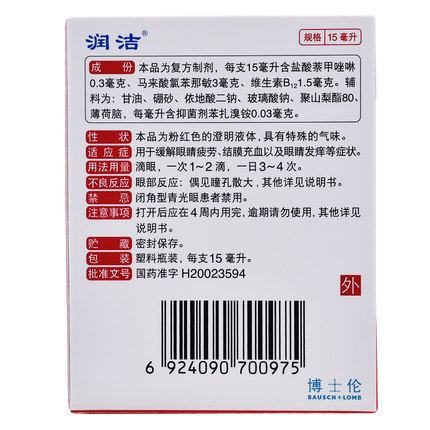 润洁®
规格 15毫升
成份 本品为复方制剂，每支15毫升含盐酸萘甲唑啉
0.3毫克、马来酸氯苯那敏3毫克、维生素B12 1.5毫克。辅
料为：甘油、硼砂、依地酸二钠、玻璃酸钠、聚山梨酯80、
薄荷脑，每毫升含抑菌剂苯扎溴铵0.03毫克。
性状 本品为粉红色的澄明液体，具有特殊的气味。
适应症 用于缓解眼睛疲劳、结膜充血以及眼睛发痒等症状。
用法用量 滴眼，一次1~2滴，一日3~4次。
不良反应 眼部反应：偶见瞳孔散大，其他详见说明书。
禁忌 闭角型青光眼患者禁用。
注意事项 打开后应在4周内用完，逾期请勿使用，其他详见
说明书。
贮藏 密封保存。
包装 塑料瓶装，每支15毫升。
批准文号 国药准字 H20023594
外
6 924090 700975
博士伦
BAUSCH+LOMB